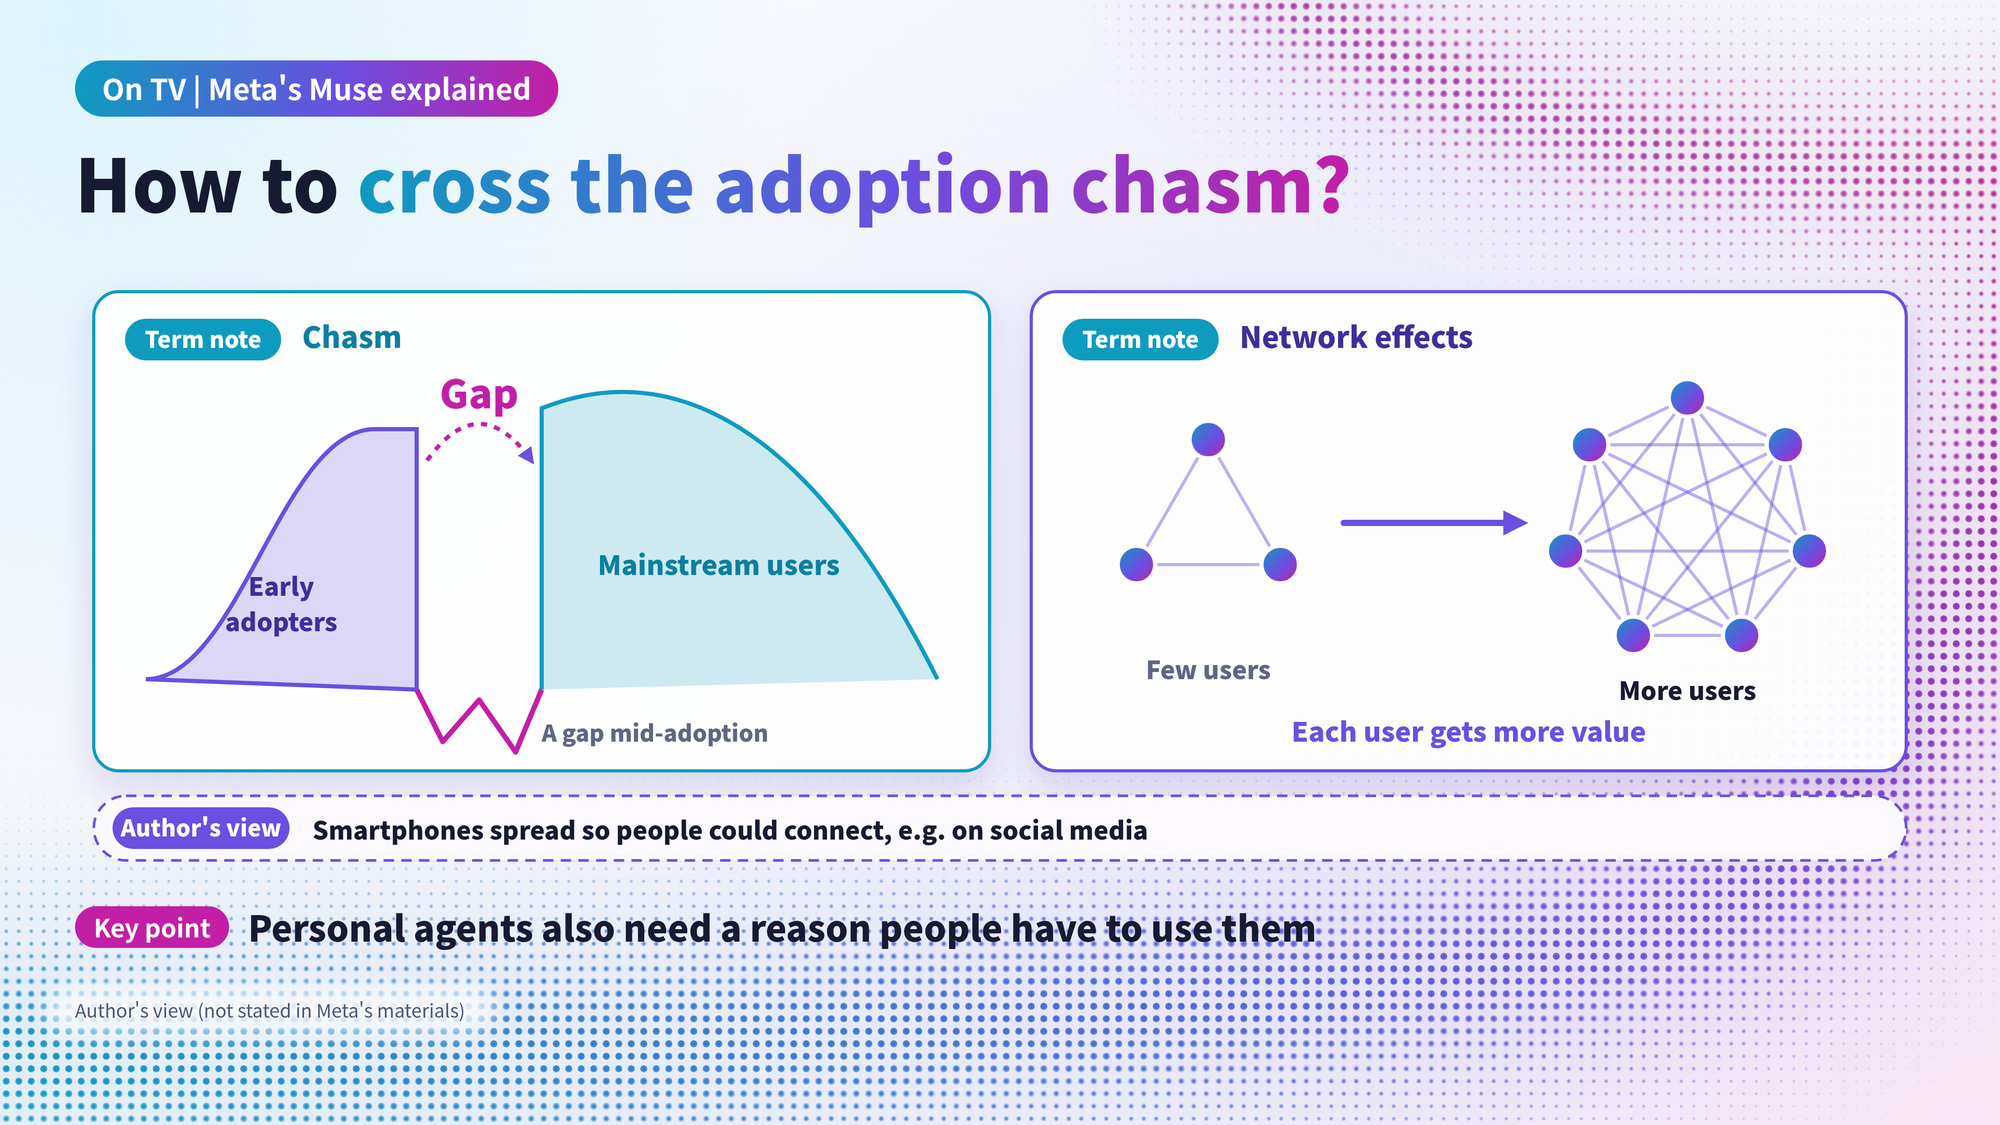 On TV | Meta's Muse explained
How to cross the adoption chasm?
Term note
Chasm
Gap
Early
adopters
Mainstream users
A gap mid-adoption
Term note
Network effects
Few users
More users
Each user gets more value
Author's view
Smartphones spread so people could connect, e.g. on social media
Key point
Personal agents also need a reason people have to use them
Author's view (not stated in Meta's materials)